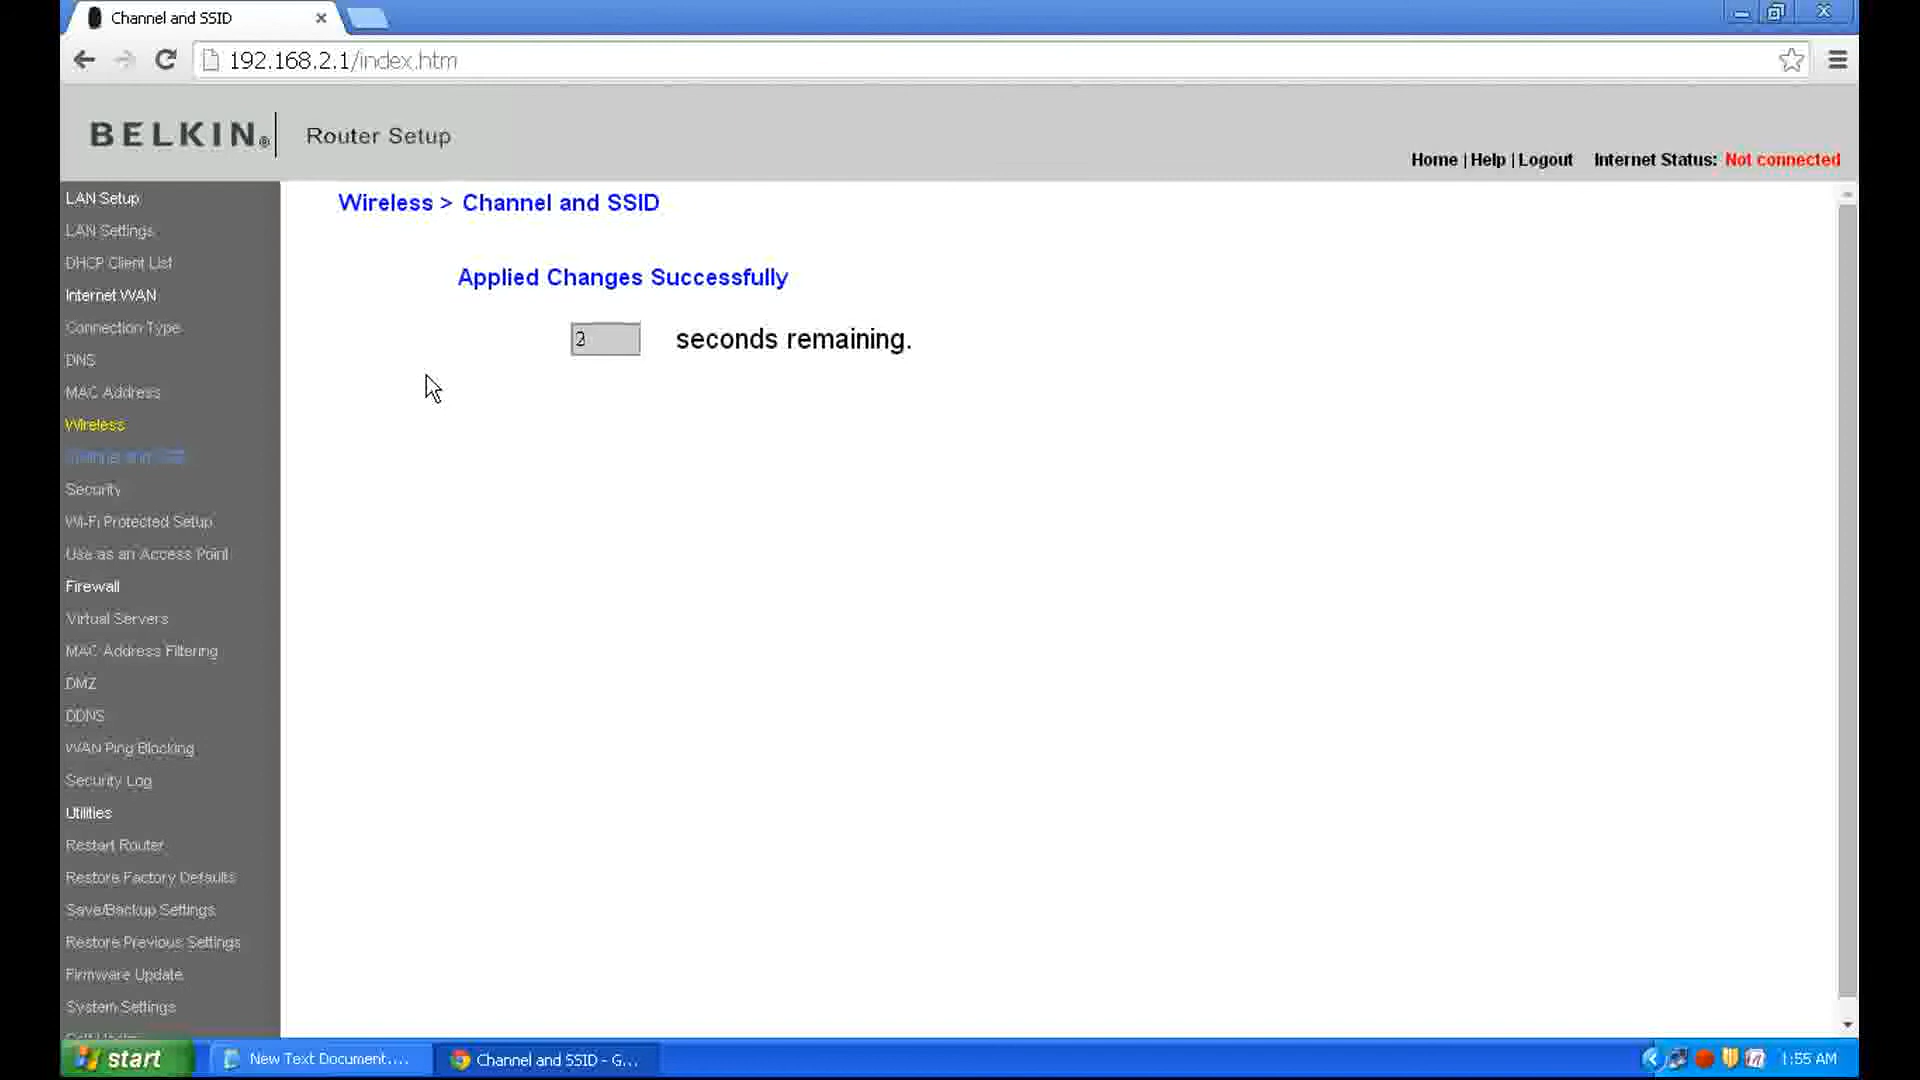 Channel and SSID
192.168.2.1/index.htm
BELKIN® Router Setup
Home | Help | Logout Internet Status: Not connected
LAN Setup
LAN Settings
DHCP Client List
Internet WAN
Connection Type
DNS
MAC Address
Wireless
Channel and SSID
Security
Wi-Fi Protected Setup
Use as an Access Point
Firewall
Virtual Servers
MAC Address Filtering
DMZ
DDNS
WAN Ping Blocking
Security Log
Utilities
Restart Router
Restore Factory Defaults
Save/Backup Settings
Restore Previous Settings
Firmware Update
System Settings
Wireless > Channel and SSID
Applied Changes Successfully
2 seconds remaining.
start
New Text Document....
Channel and SSID - G...
1:55 AM